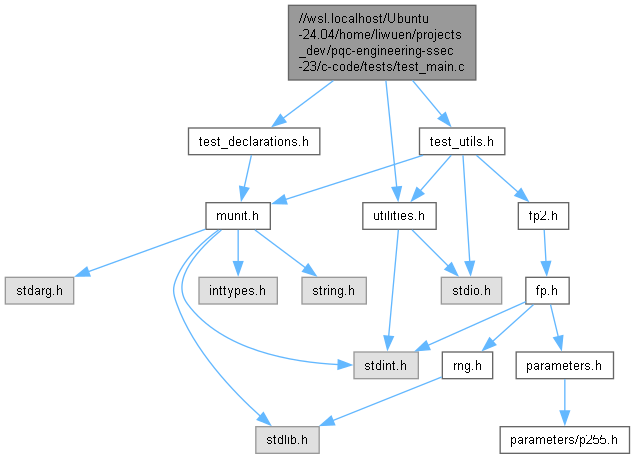 //wsl.localhost/Ubuntu
-24.04/home/liwuen/projects
_dev/pqc-engineering-ssec
-23/c-code/tests/test_main.c
test_declarations.h
test_utils.h
munit.h
utilities.h
fp2.h
stdarg.h
inttypes.h
string.h
stdio.h
fp.h
stdint.h
rng.h
parameters.h
stdlib.h
parameters/p255.h